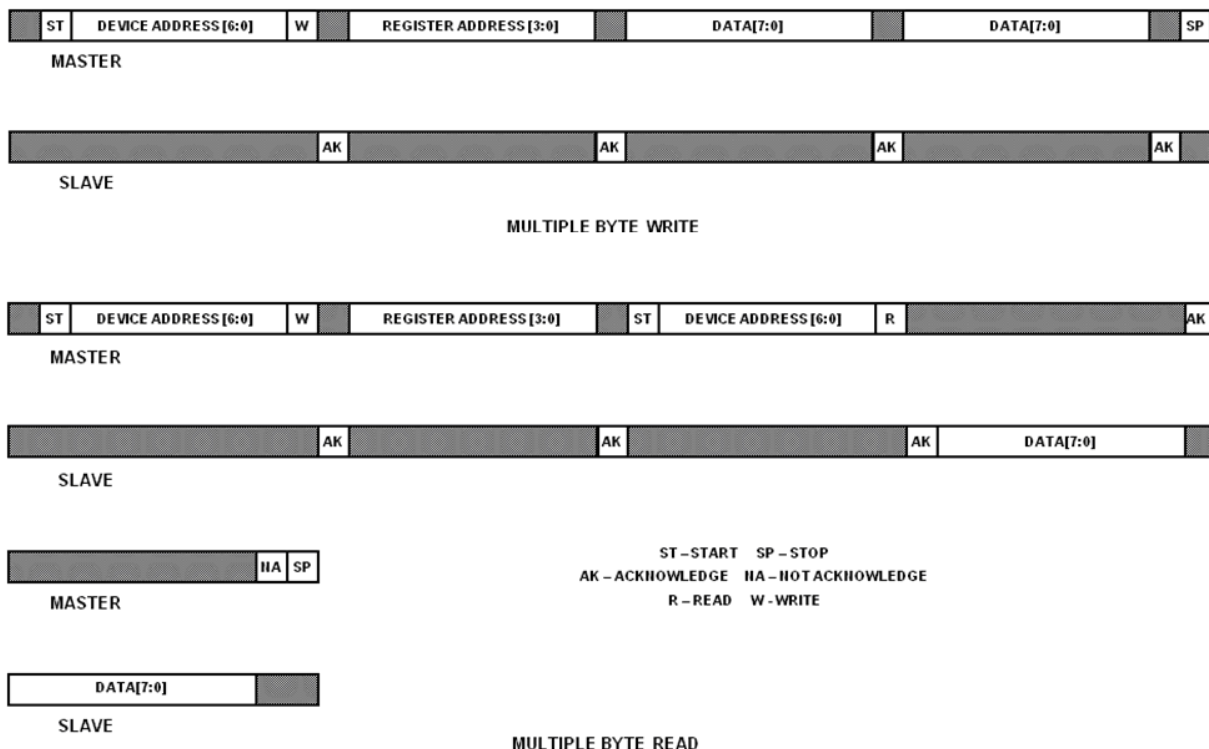 ST DEVICE ADDRESS[6:0] W REGISTER ADDRESS[3:0] DATA[7:0] DATA[7:0] SP
MASTER
AK AK AK AK
SLAVE
MULTIPLE BYTE WRITE
ST DEVICE ADDRESS[6:0] W REGISTER ADDRESS[3:0] ST DEVICE ADDRESS[6:0] R AK
MASTER
AK AK AK DATA[7:0]
SLAVE
NA SP
MASTER
ST – START SP – STOP
AK – ACKNOWLEDGE NA – NOT ACKNOWLEDGE
R – READ W - WRITE
DATA[7:0]
SLAVE
MULTIPLE BYTE READ